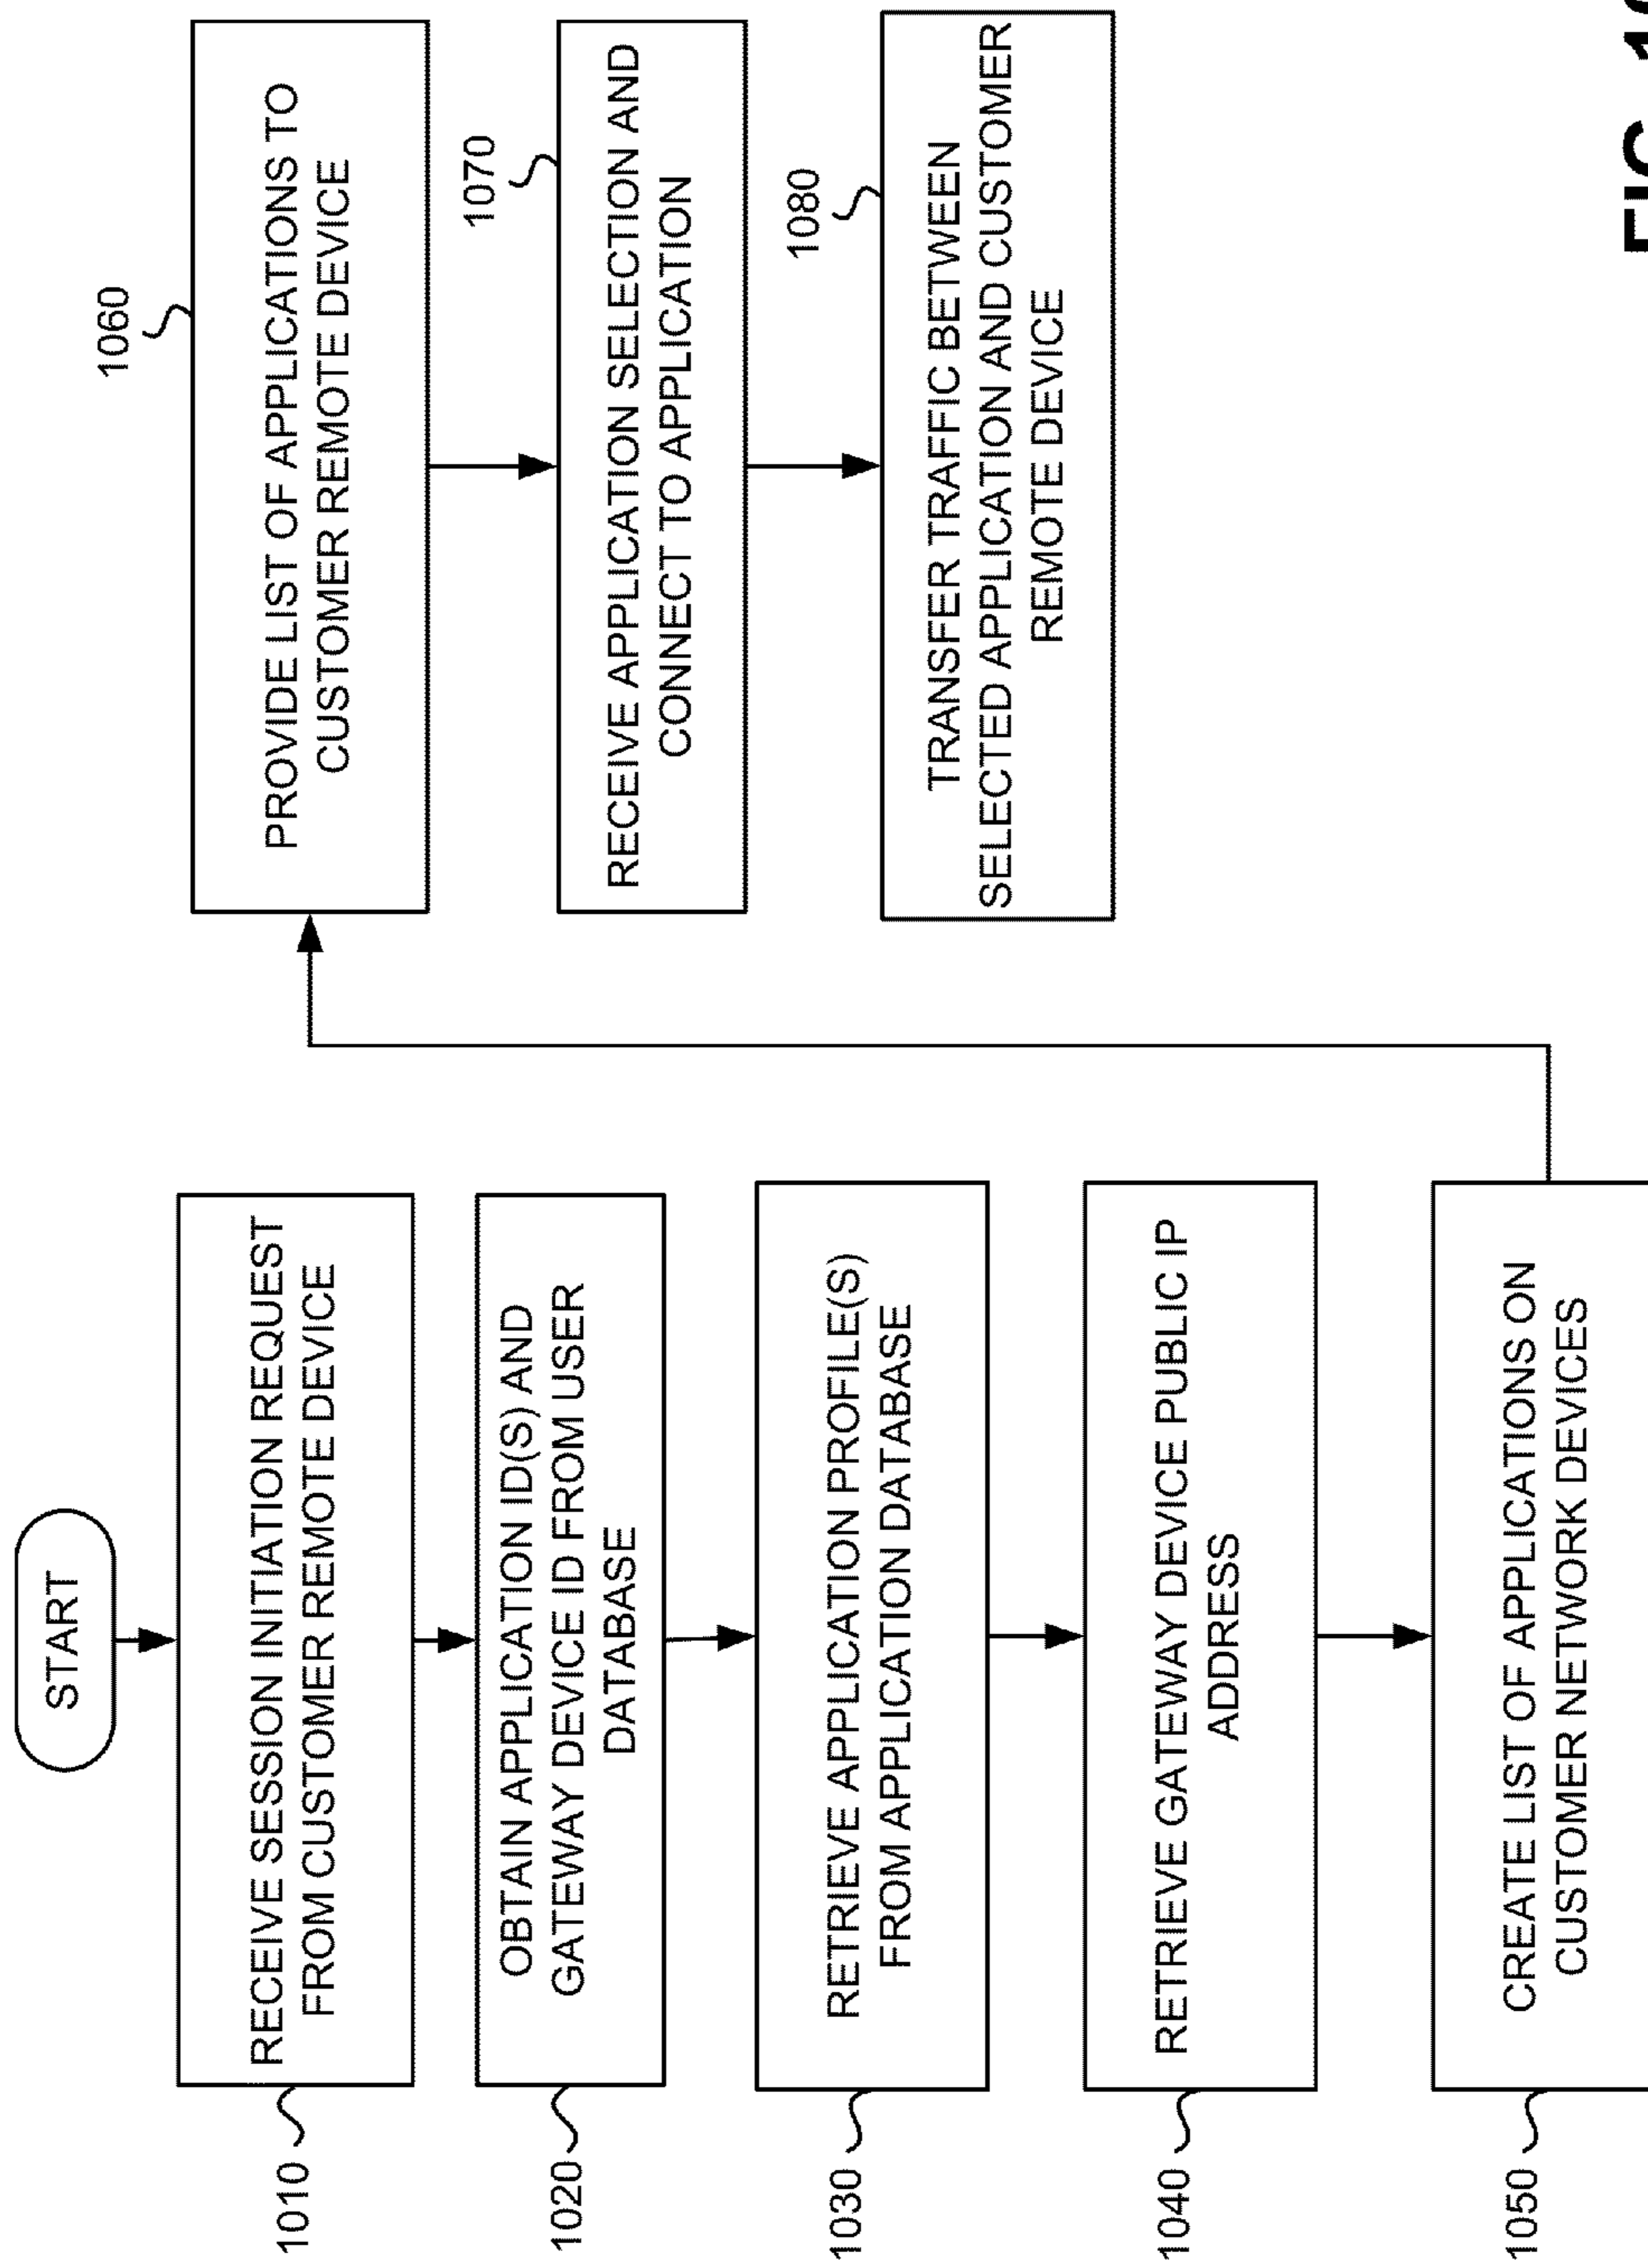 START
1010
RECEIVE SESSION INITIATION REQUEST
FROM CUSTOMER REMOTE DEVICE
1020
OBTAIN APPLICATION ID(S) AND
GATEWAY DEVICE ID FROM USER
DATABASE
1030
RETRIEVE APPLICATION PROFILE(S)
FROM APPLICATION DATABASE
1040
RETRIEVE GATEWAY DEVICE PUBLIC IP
ADDRESS
1050
CREATE LIST OF APPLICATIONS ON
CUSTOMER NETWORK DEVICES
1060
PROVIDE LIST OF APPLICATIONS TO
CUSTOMER REMOTE DEVICE
1070
RECEIVE APPLICATION SELECTION AND
CONNECT TO APPLICATION
1080
TRANSFER TRAFFIC BETWEEN
SELECTED APPLICATION AND CUSTOMER
REMOTE DEVICE
FIG. 10